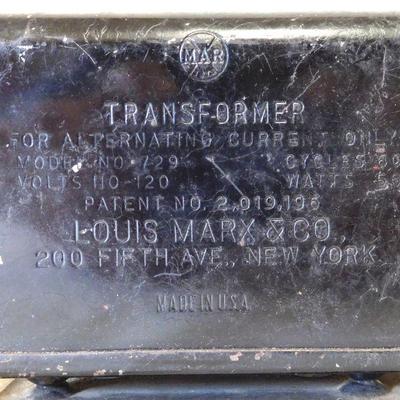 MAR
TRANSFORMER
FOR ALTERNATING CURRENT ONLY
MODEL NO. 729 CYCLES 60
VOLTS 110-120 WATTS
PATENT NO. 2,019,196
LOUIS MARX & CO.,
200 FIFTH AVE., NEW YORK
MADE IN U.S.A.